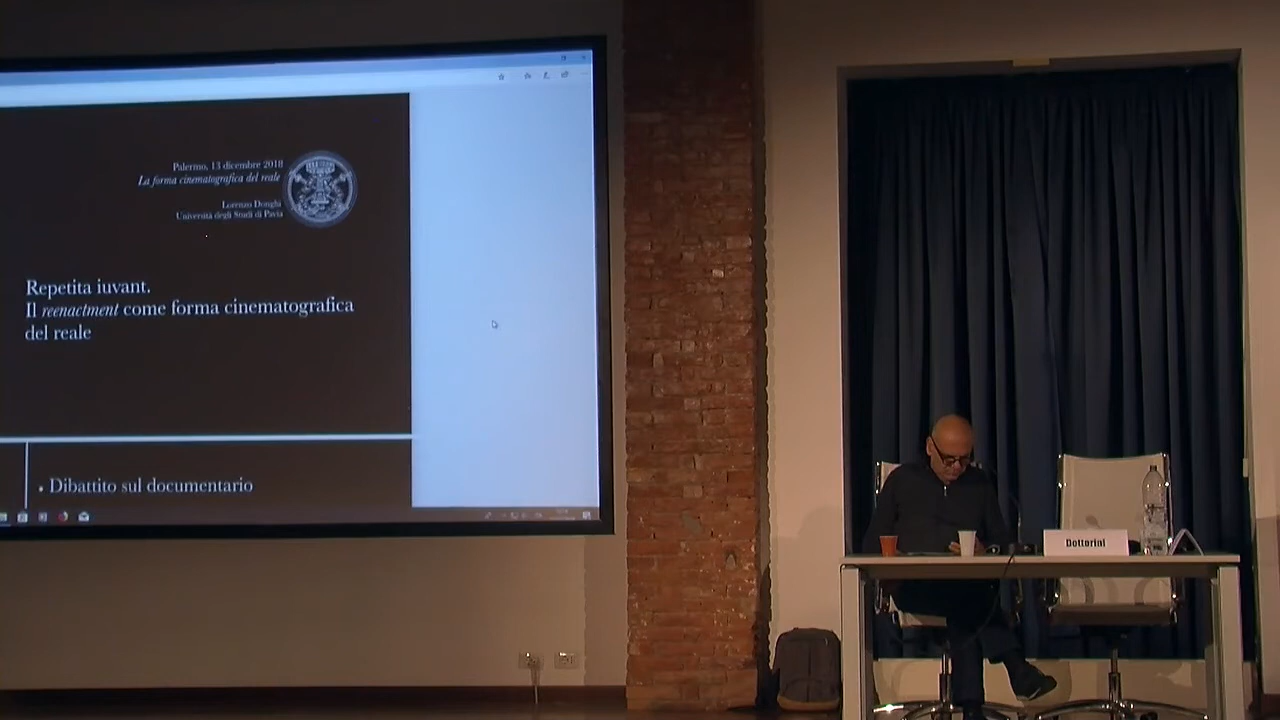 Palermo, 13 dicembre 2018
La forma cinematografica del reale
Lorenzo Donghi
Università degli Studi di Pavia
Repetita iuvant.
Il reenactment come forma cinematografica
del reale
. Dibattito sul documentario
Dottorini